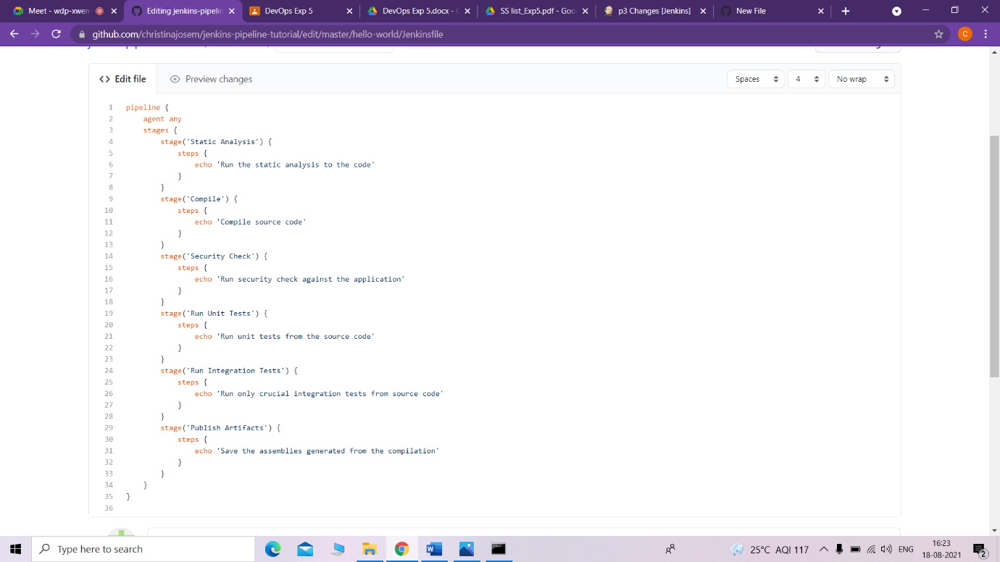 Meet - wdp-xwem
Editing jenkins-pipelin
DevOps Exp 5
DevOps Exp 5.docx - G
SS list_Exp5.pdf - Goo
p3 Changes [Jenkins]
New File
github.com/christinajosem/jenkins-pipeline-tutorial/edit/master/hello-world/Jenkinsfile
C
<> Edit file
Preview changes
Spaces
4
No wrap
1 pipeline {
2 agent any
3 stages {
4 stage('Static Analysis') {
5 steps {
6 echo 'Run the static analysis to the code'
7 }
8 }
9 stage('Compile') {
10 steps {
11 echo 'Compile source code'
12 }
13 }
14 stage('Security Check') {
15 steps {
16 echo 'Run security check against the application'
17 }
18 }
19 stage('Run Unit Tests') {
20 steps {
21 echo 'Run unit tests from the source code'
22 }
23 }
24 stage('Run Integration Tests') {
25 steps {
26 echo 'Run only crucial integration tests from source code'
27 }
28 }
29 stage('Publish Artifacts') {
30 steps {
31 echo 'Save the assemblies generated from the compilation'
32 }
33 }
34 }
35 }
36
Type here to search
25°C AQI 117
ENG
16:23
18-08-2021
2